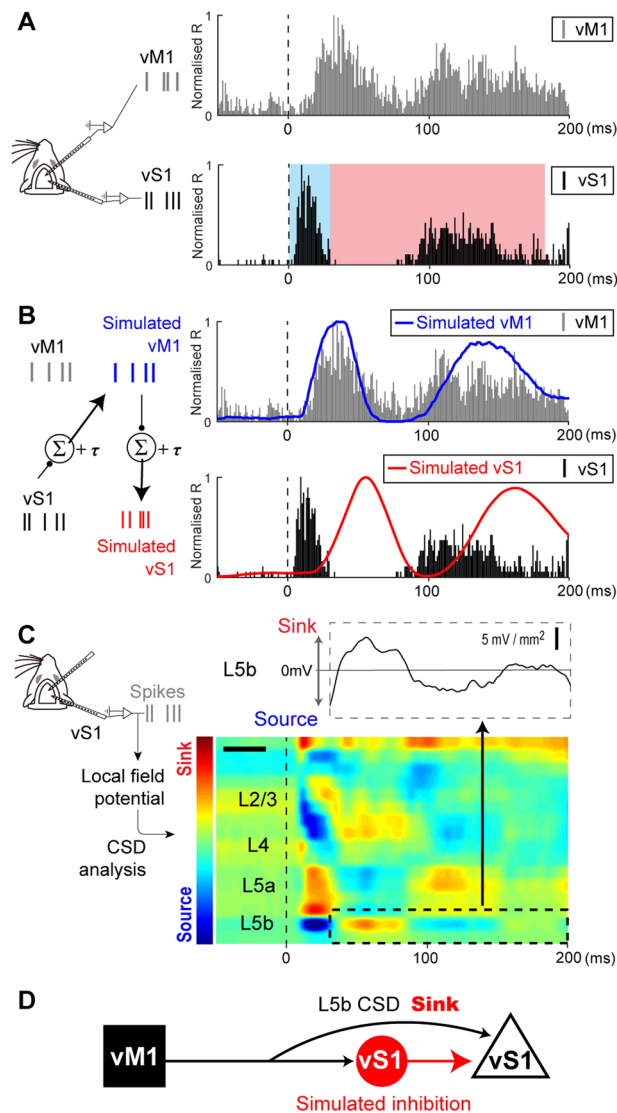 A
vM1
vS1
Normalised R
1
0
vM1
0
100
200 (ms)
Normalised R
1
0
vS1
0
100
200 (ms)
B
vM1
Simulated
vM1
Σ + τ
Σ + τ
vS1
Simulated
vS1
Normalised R
1
0
Simulated vM1
vM1
0
100
200 (ms)
Normalised R
1
0
Simulated vS1
vS1
0
100
200 (ms)
C
Spikes
vS1
Local field
potential
CSD
analysis
Sink
L5b
0mV
Source
5 mV / mm²
Sink
Source
L2/3
L4
L5a
L5b
0
100
200 (ms)
D
L5b CSD Sink
vM1
vS1
vS1
Simulated inhibition